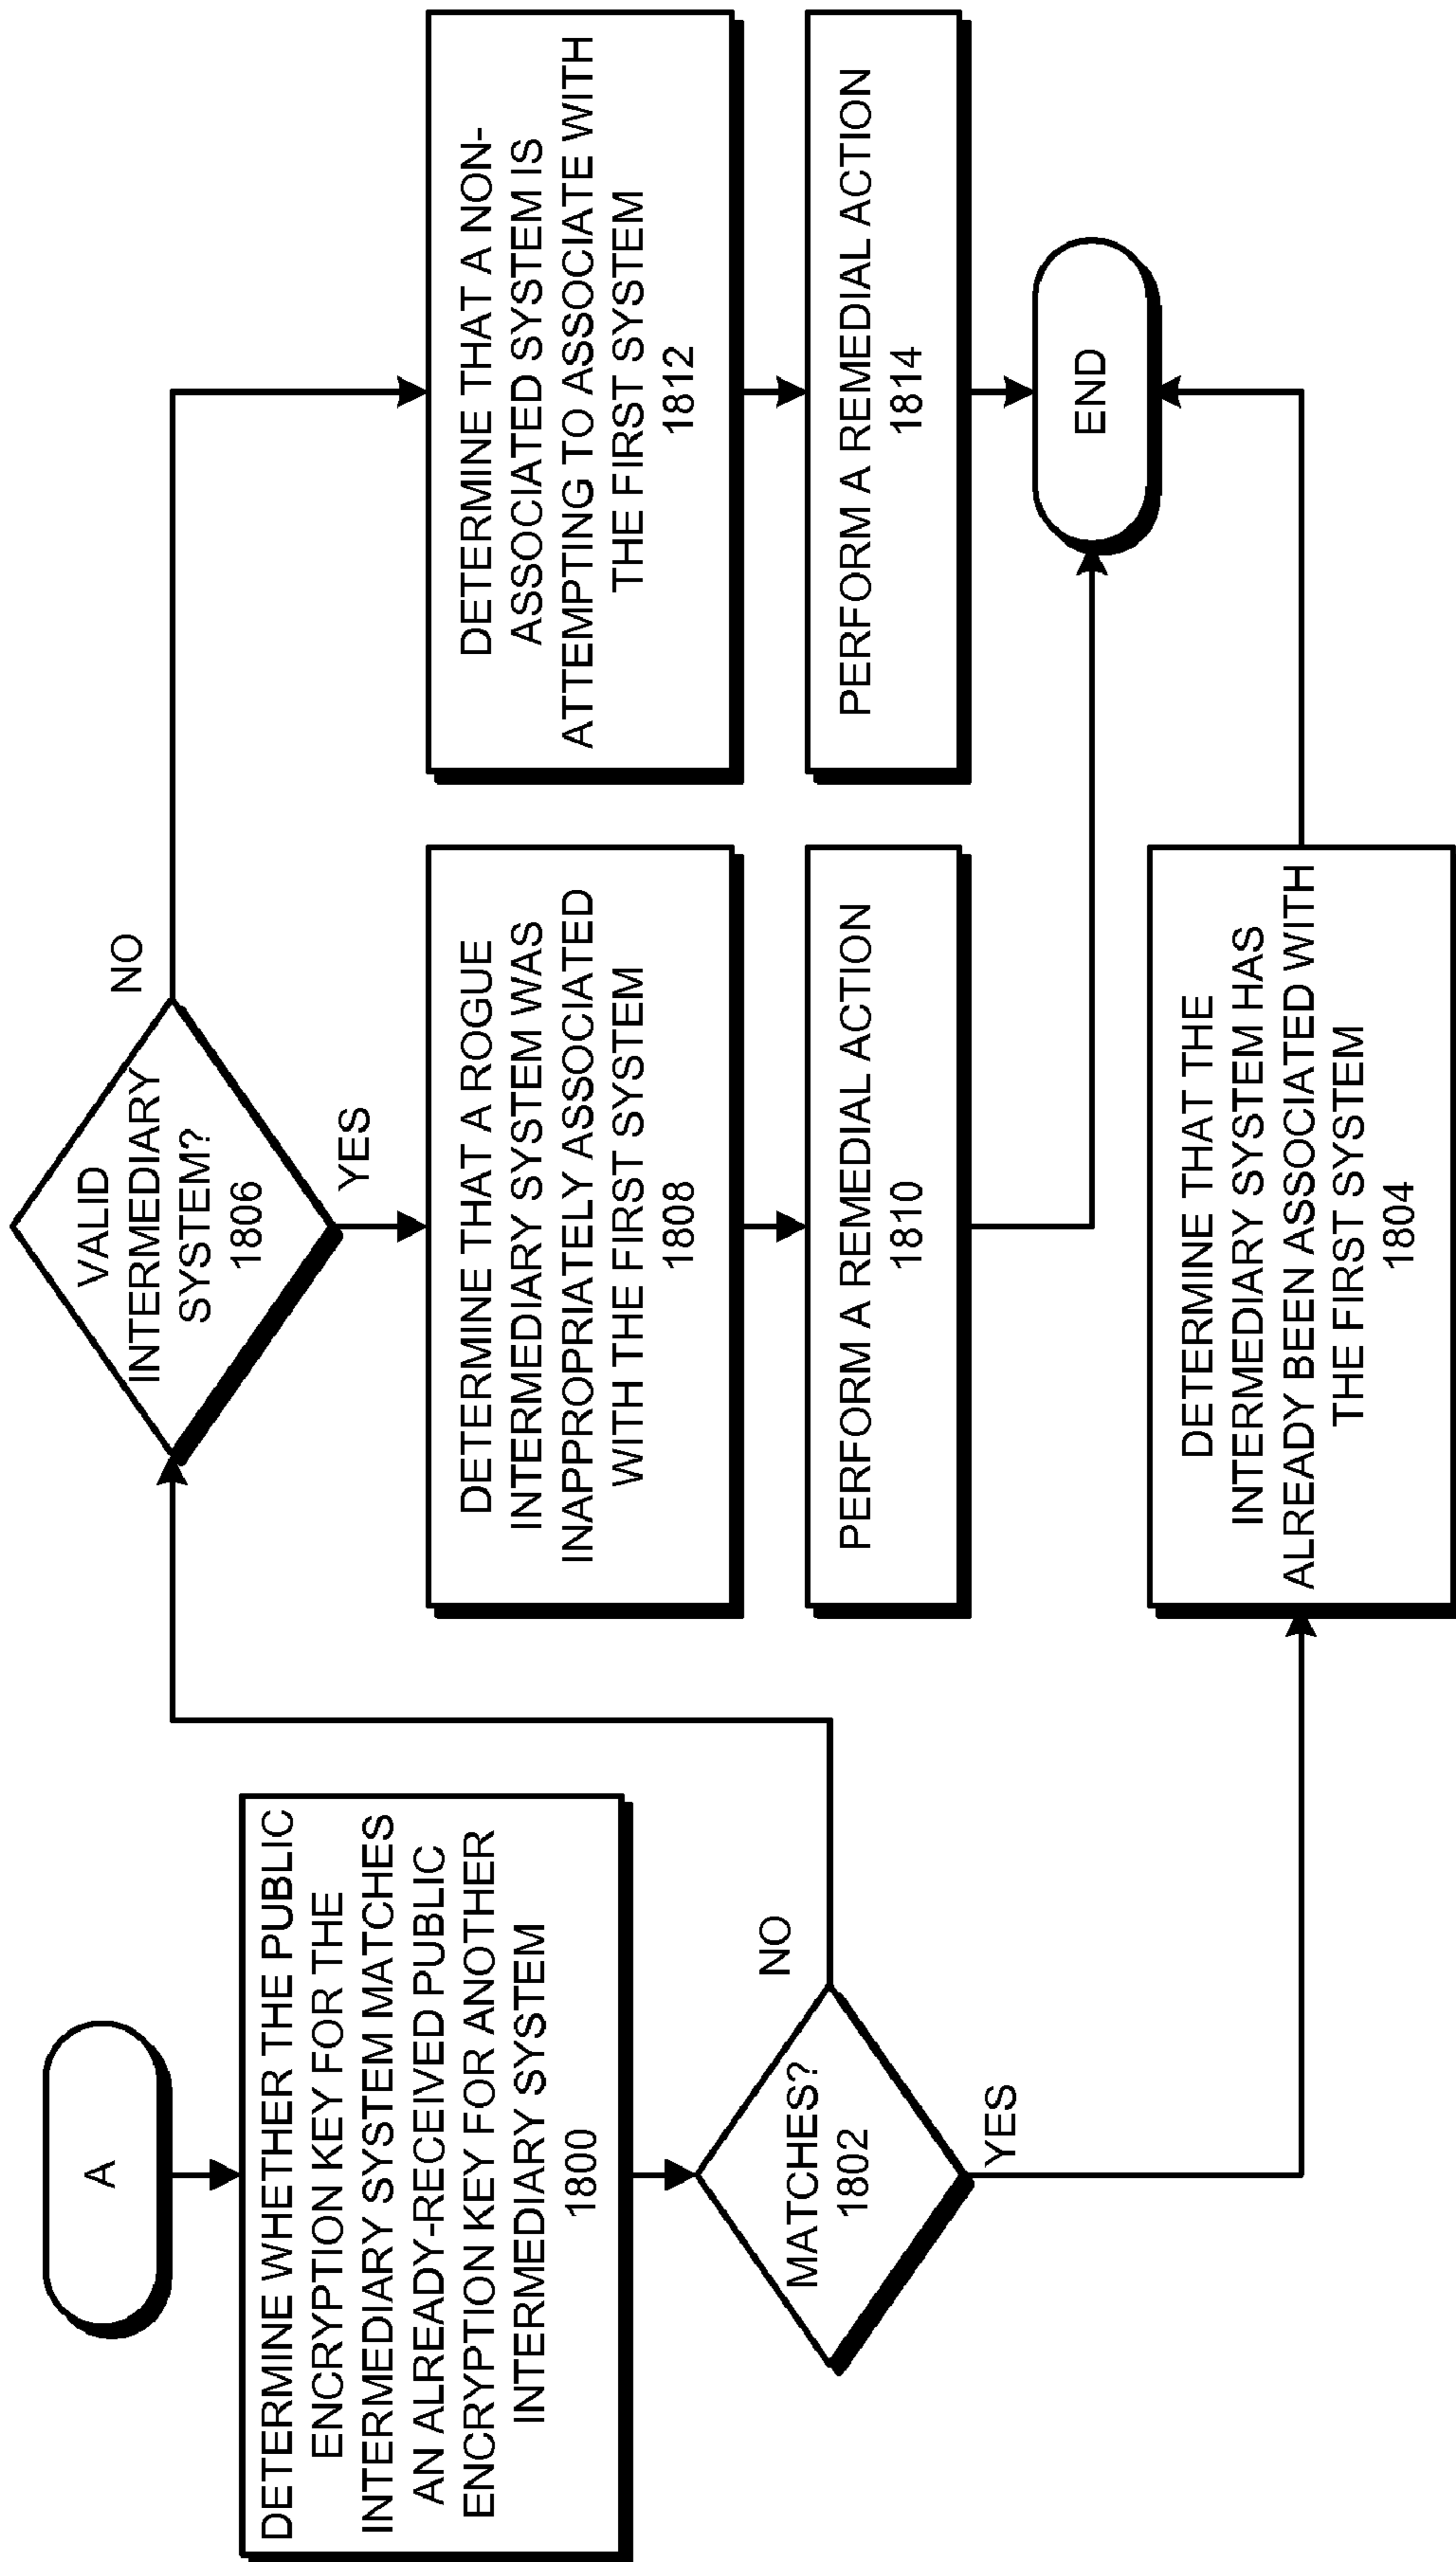 A
DETERMINE WHETHER THE PUBLIC
ENCRYPTION KEY FOR THE
INTERMEDIARY SYSTEM MATCHES
AN ALREADY-RECEIVED PUBLIC
ENCRYPTION KEY FOR ANOTHER
INTERMEDIARY SYSTEM
1800
MATCHES?
1802
NO
YES
VALID
INTERMEDIARY
SYSTEM?
1806
NO
YES
DETERMINE THAT A ROGUE
INTERMEDIARY SYSTEM WAS
INAPPROPRIATELY ASSOCIATED
WITH THE FIRST SYSTEM
1808
PERFORM A REMEDIAL ACTION
1810
DETERMINE THAT A NON-
ASSOCIATED SYSTEM IS
ATTEMPTING TO ASSOCIATE WITH
THE FIRST SYSTEM
1812
PERFORM A REMEDIAL ACTION
1814
END
DETERMINE THAT THE
INTERMEDIARY SYSTEM HAS
ALREADY BEEN ASSOCIATED WITH
THE FIRST SYSTEM
1804